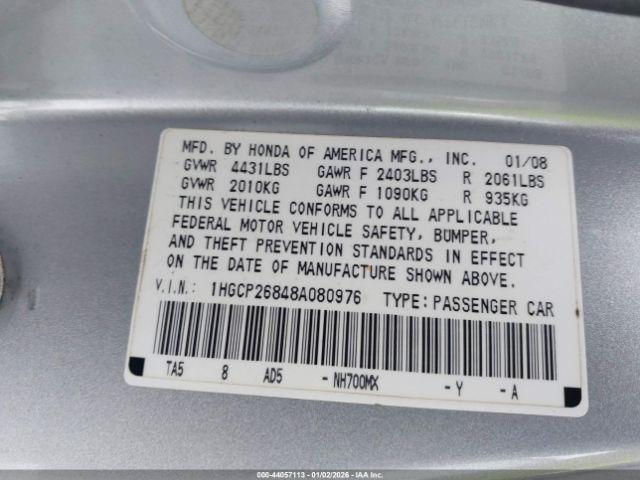 MFD. BY HONDA OF AMERICA MFG., INC. 01/08
GVWR 4431LBS GAWR F 2403LBS R 2061LBS
GVWR 2010KG GAWR F 1090KG R 935KG
THIS VEHICLE CONFORMS TO ALL APPLICABLE
FEDERAL MOTOR VEHICLE SAFETY, BUMPER,
AND THEFT PREVENTION STANDARDS IN EFFECT
ON THE DATE OF MANUFACTURE SHOWN ABOVE.
V.I.N.: 1HGCP26848A080976 TYPE: PASSENGER CAR
TA5 8 AD5 -NH700MX -Y -A
000-44057113 - 01/02/2026 - IAA Inc.